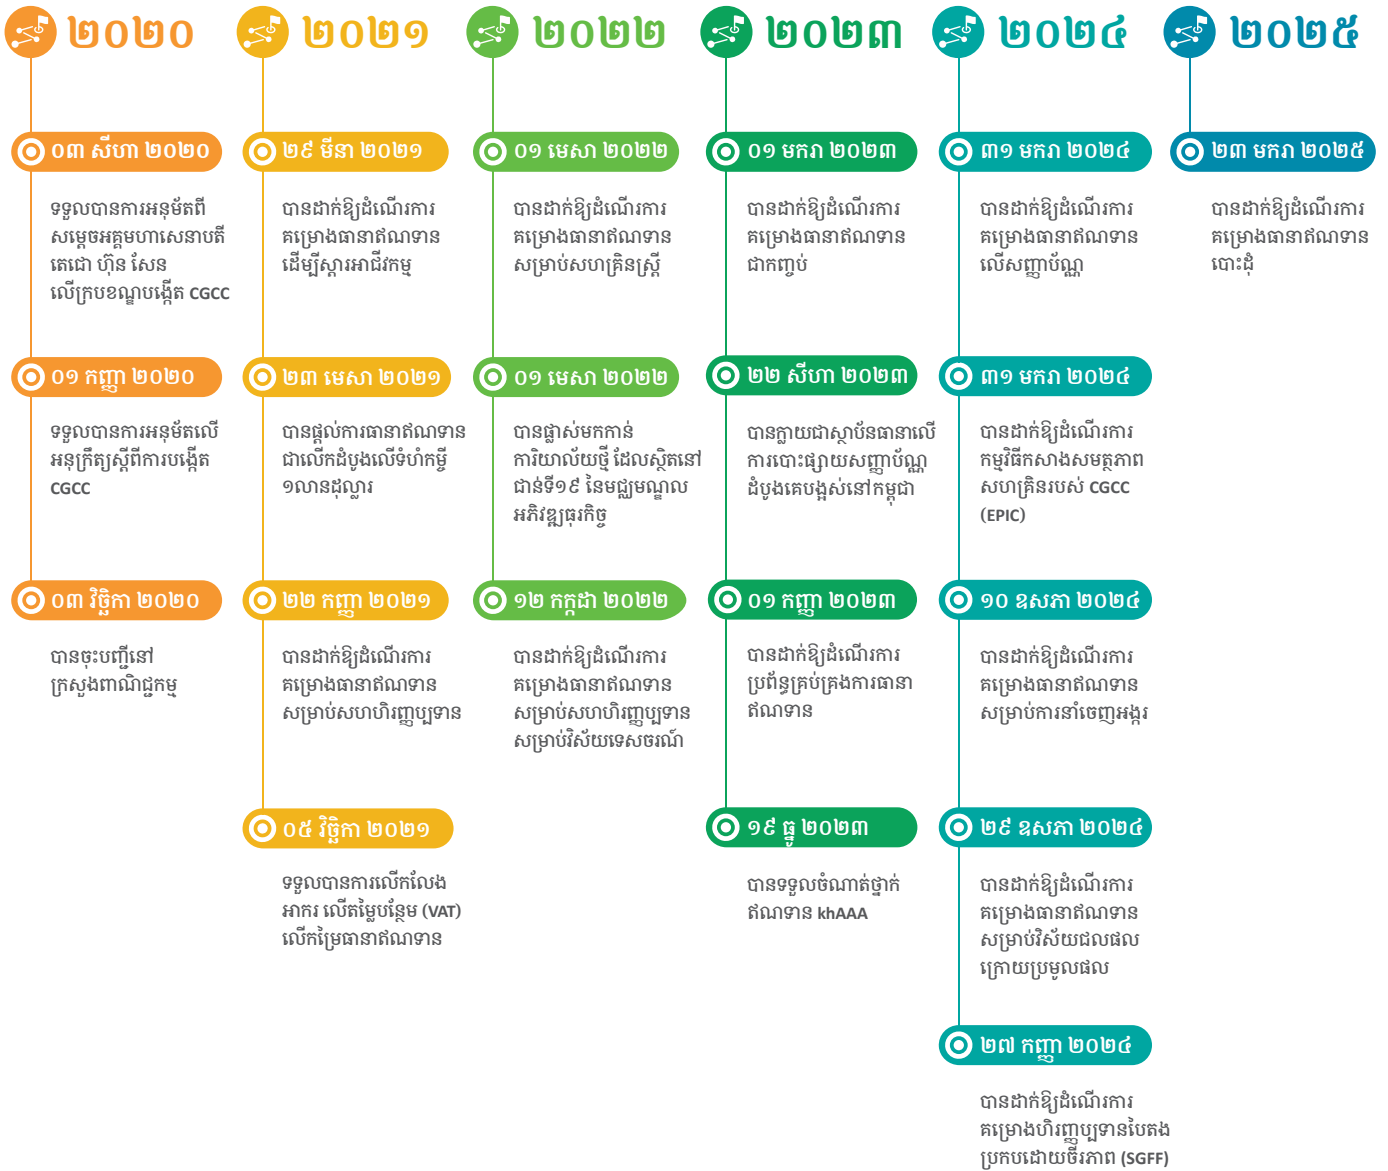 ២០២០
០៣ សីហា ២០២០
ទទួលបានការអនុម័តពី
សម្តេចអគ្គមហាសេនាបតី
តេជោ ហ៊ុន សែន
លើក្របខណ្ឌបង្កើត CGCC
០១ កញ្ញា ២០២០
ទទួលបានការអនុម័តលើ
អនុក្រឹត្យស្តីពីការបង្កើត
CGCC
០៣ វិច្ឆិកា ២០២០
បានចុះបញ្ជីនៅ
ក្រសួងពាណិជ្ជកម្ម
២០២១
២៩ មីនា ២០២១
បានដាក់ឱ្យដំណើរការ
គម្រោងធានាឥណទាន
ដើម្បីស្តារអាជីវកម្ម
២៣ មេសា ២០២១
បានផ្តល់ការធានាឥណទាន
ជាលើកដំបូងលើទំហំកម្ចី
១លានដុល្លារ
២២ កញ្ញា ២០២១
បានដាក់ឱ្យដំណើរការ
គម្រោងធានាឥណទាន
សម្រាប់សហហិរញ្ញប្បទាន
០៥ វិច្ឆិកា ២០២១
ទទួលបានការលើកលែង
អាករ លើតម្លៃបន្ថែម (VAT)
លើកម្រៃធានាឥណទាន
២០២២
០១ មេសា ២០២២
បានដាក់ឱ្យដំណើរការ
គម្រោងធានាឥណទាន
សម្រាប់សហគ្រិនស្ត្រី
០១ មេសា ២០២២
បានផ្លាស់មកកាន់
ការិយាល័យថ្មី ដែលស្ថិតនៅ
ជាន់ទី១៩ នៃមជ្ឈមណ្ឌល
អភិវឌ្ឍធុរកិច្ច
១២ កក្កដា ២០២២
បានដាក់ឱ្យដំណើរការ
គម្រោងធានាឥណទាន
សម្រាប់សហហិរញ្ញប្បទាន
សម្រាប់វិស័យទេសចរណ៍
២០២៣
០១ មករា ២០២៣
បានដាក់ឱ្យដំណើរការ
គម្រោងធានាឥណទាន
ជាកញ្ចប់
២២ សីហា ២០២៣
បានក្លាយជាស្ថាប័នធានាលើ
ការបោះផ្សាយសញ្ញាប័ណ្ណ
ដំបូងគេបង្អស់នៅកម្ពុជា
០១ កញ្ញា ២០២៣
បានដាក់ឱ្យដំណើរការ
ប្រព័ន្ធគ្រប់គ្រងការធានា
ឥណទាន
១៩ ធ្នូ ២០២៣
បានទទួលចំណាត់ថ្នាក់
ឥណទាន khAAA
២០២៤
៣១ មករា ២០២៤
បានដាក់ឱ្យដំណើរការ
គម្រោងធានាឥណទាន
លើសញ្ញាប័ណ្ណ
៣១ មករា ២០២៤
បានដាក់ឱ្យដំណើរការ
កម្មវិធីកសាងសមត្ថភាព
សហគ្រិនរបស់ CGCC
(EPIC)
១០ ឧសភា ២០២៤
បានដាក់ឱ្យដំណើរការ
គម្រោងធានាឥណទាន
សម្រាប់ការនាំចេញអង្ករ
២៩ ឧសភា ២០២៤
បានដាក់ឱ្យដំណើរការ
គម្រោងធានាឥណទាន
សម្រាប់វិស័យជលផល
ក្រោយប្រមូលផល
២៧ កញ្ញា ២០២៤
បានដាក់ឱ្យដំណើរការ
គម្រោងហិរញ្ញប្បទានបៃតង
ប្រកបដោយចីរភាព (SGFF)
២០២៥
២៣ មករា ២០២៥
បានដាក់ឱ្យដំណើរការ
គម្រោងធានាឥណទាន
បោះដុំ